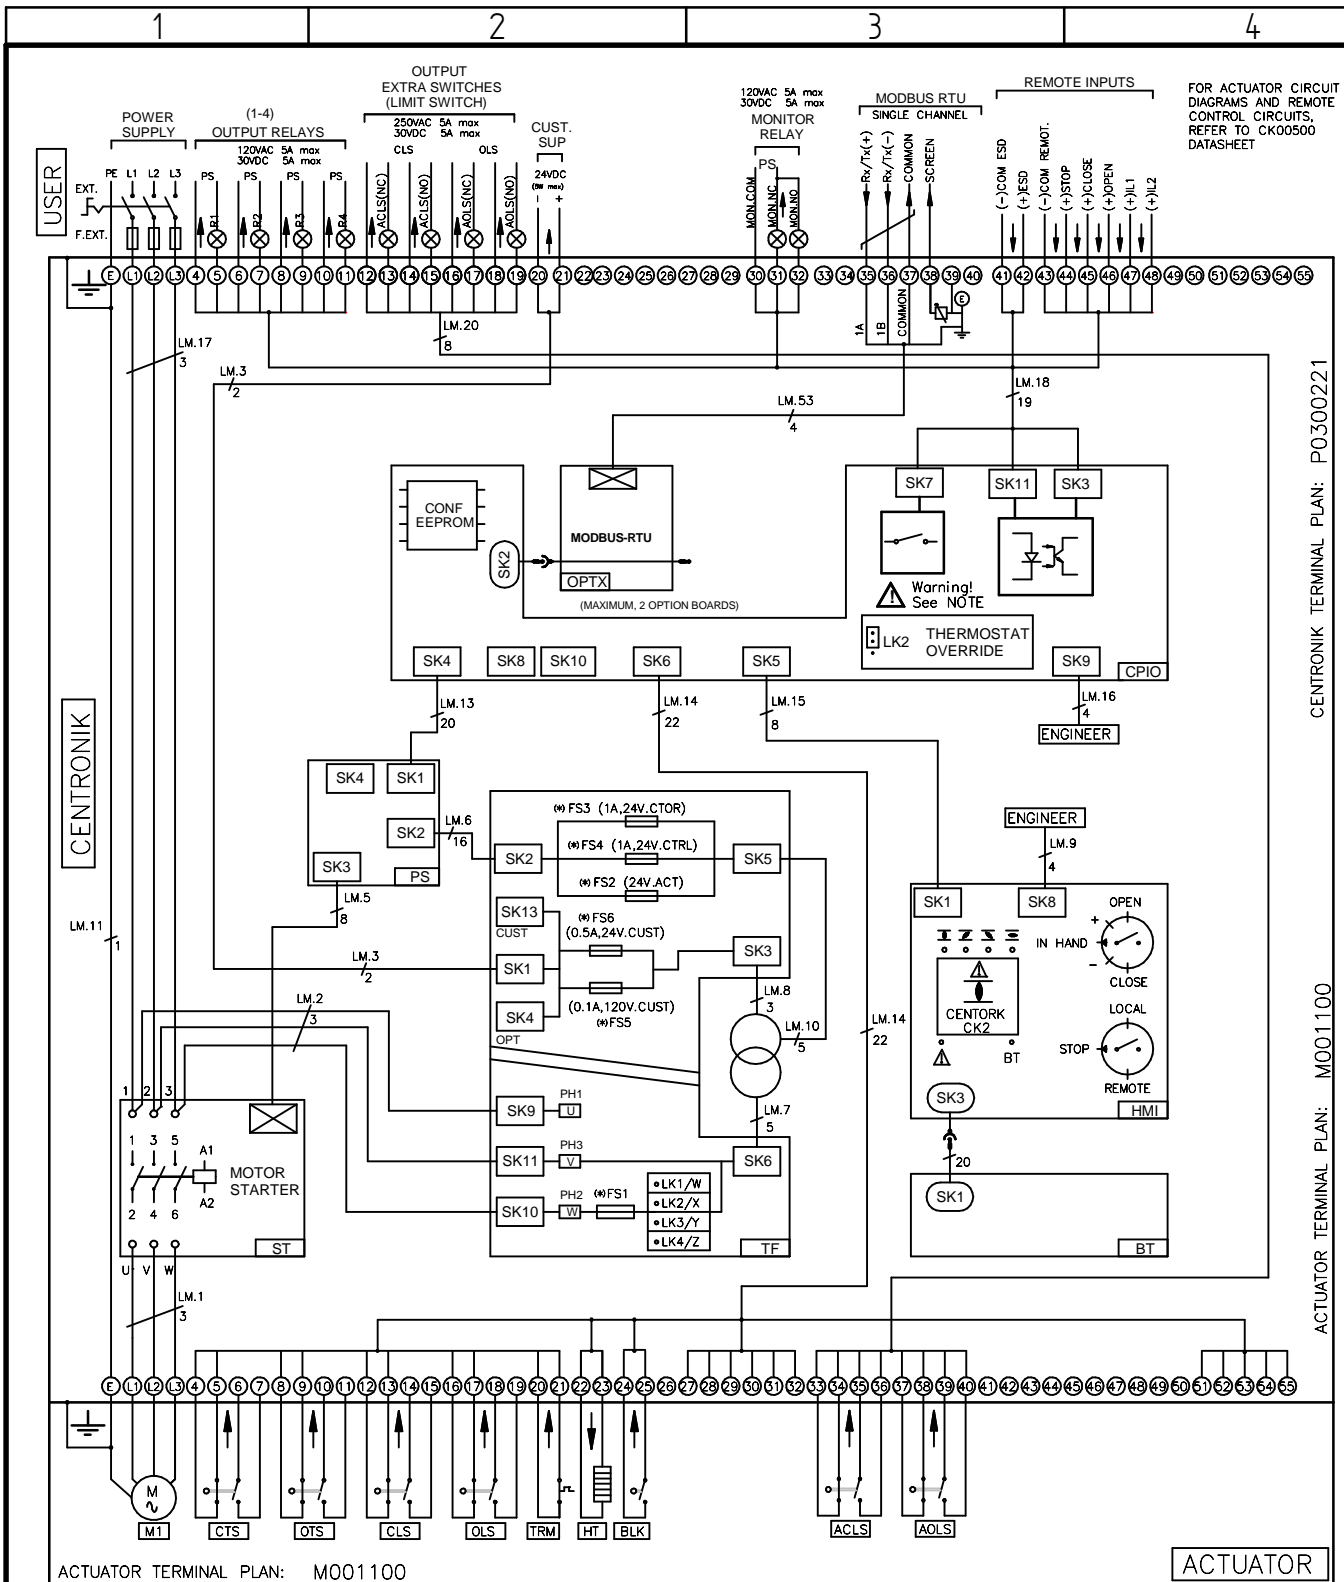 1 2 3 4
POWER
SUPPLY
(1-4)
OUTPUT RELAYS
120VAC 5A max
30VDC 5A max
OUTPUT
EXTRA SWITCHES
(LIMIT SWITCH)
250VAC 5A max
30VDC 5A max
CLS OLS
CUST.
SUP
24VDC
(5W max)
- +
120VAC 5A max
30VDC 5A max
MONITOR
RELAY
PS
MODBUS RTU
SINGLE CHANNEL
REMOTE INPUTS
FOR ACTUATOR CIRCUIT
DIAGRAMS AND REMOTE
CONTROL CIRCUITS,
REFER TO CK00500
DATASHEET
USER
PE L1 L2 L3
EXT.
F.EXT.
PS PS PS PS
R1 R2 R3 R4
ACLS(NC) ACLS(NO) AOLS(NC) AOLS(NO)
MON.COM MON.NC MON.NO
Rx/Tx(+) Rx/Tx(-) COMMON SCREEN
(-)COM ESD (+)ESD (-)COM REMOT. (+)STOP (+)CLOSE (+)OPEN (+)IL1 (+)IL2
E L1 L2 L3 4 5 6 7 8 9 10 11 12 13 14 15 16 17 18 19 20 21 22 23 24 25 26 27 28 29 30 31 32 33 34 35 36 37 38 39 40 41 42 43 44 45 46 47 48 49 50 51 52 53 54 55
1A 1B COMMON
E
LM.17
3
LM.20
8
LM.3
2
LM.53
4
LM.18
19
CENTRONIK TERMINAL PLAN: P0300221
CONF
EEPROM
SK2
MODBUS-RTU
OPTX
(MAXIMUM, 2 OPTION BOARDS)
SK7 SK11 SK3
Warning!
See NOTE
LK2 THERMOSTAT
OVERRIDE
SK4 SK8 SK10 SK6 SK5 SK9
CPIO
LM.13
20
LM.14
22
LM.15
8
LM.16
4
ENGINEER
CENTRONIK
SK4 SK1
SK2
SK3
PS
LM.6
16
LM.5
8
LM.11
1
LM.3
2
LM.2
3
(*)FS3 (1A,24V.CTOR)
(*)FS4 (1A,24V.CTRL)
(*)FS2 (24V.ACT)
SK2 SK5
SK13
CUST
(*)FS6
(0.5A,24V.CUST)
SK1 SK3
(0.1A,120V.CUST)
(*)FS5
SK4
OPT
LM.8
3
LM.10
5
LM.7
5
LM.14
22
SK9 PH1
U
SK11 PH3
V
SK10 PH2
W
(*)FS1
SK6
LK1/W
LK2/X
LK3/Y
LK4/Z
TF
ENGINEER
LM.9
4
SK1 SK8
OPEN
+
IN HAND
-
CLOSE
CENTORK
CK2
BT
LOCAL
STOP
REMOTE
SK3
HMI
20
SK1
BT
ACTUATOR TERMINAL PLAN: M001100
1 2 3
1 3 5
A1
A2
2 4 6
MOTOR
STARTER
ST
U V W
LM.1
3
E L1 L2 L3 4 5 6 7 8 9 10 11 12 13 14 15 16 17 18 19 20 21 22 23 24 25 26 27 28 29 30 31 32 33 34 35 36 37 38 39 40 41 42 43 44 45 46 47 48 49 50 51 52 53 54 55
M
M1 CTS OTS CLS OLS TRM HT BLK ACLS AOLS
ACTUATOR TERMINAL PLAN: M001100
ACTUATOR